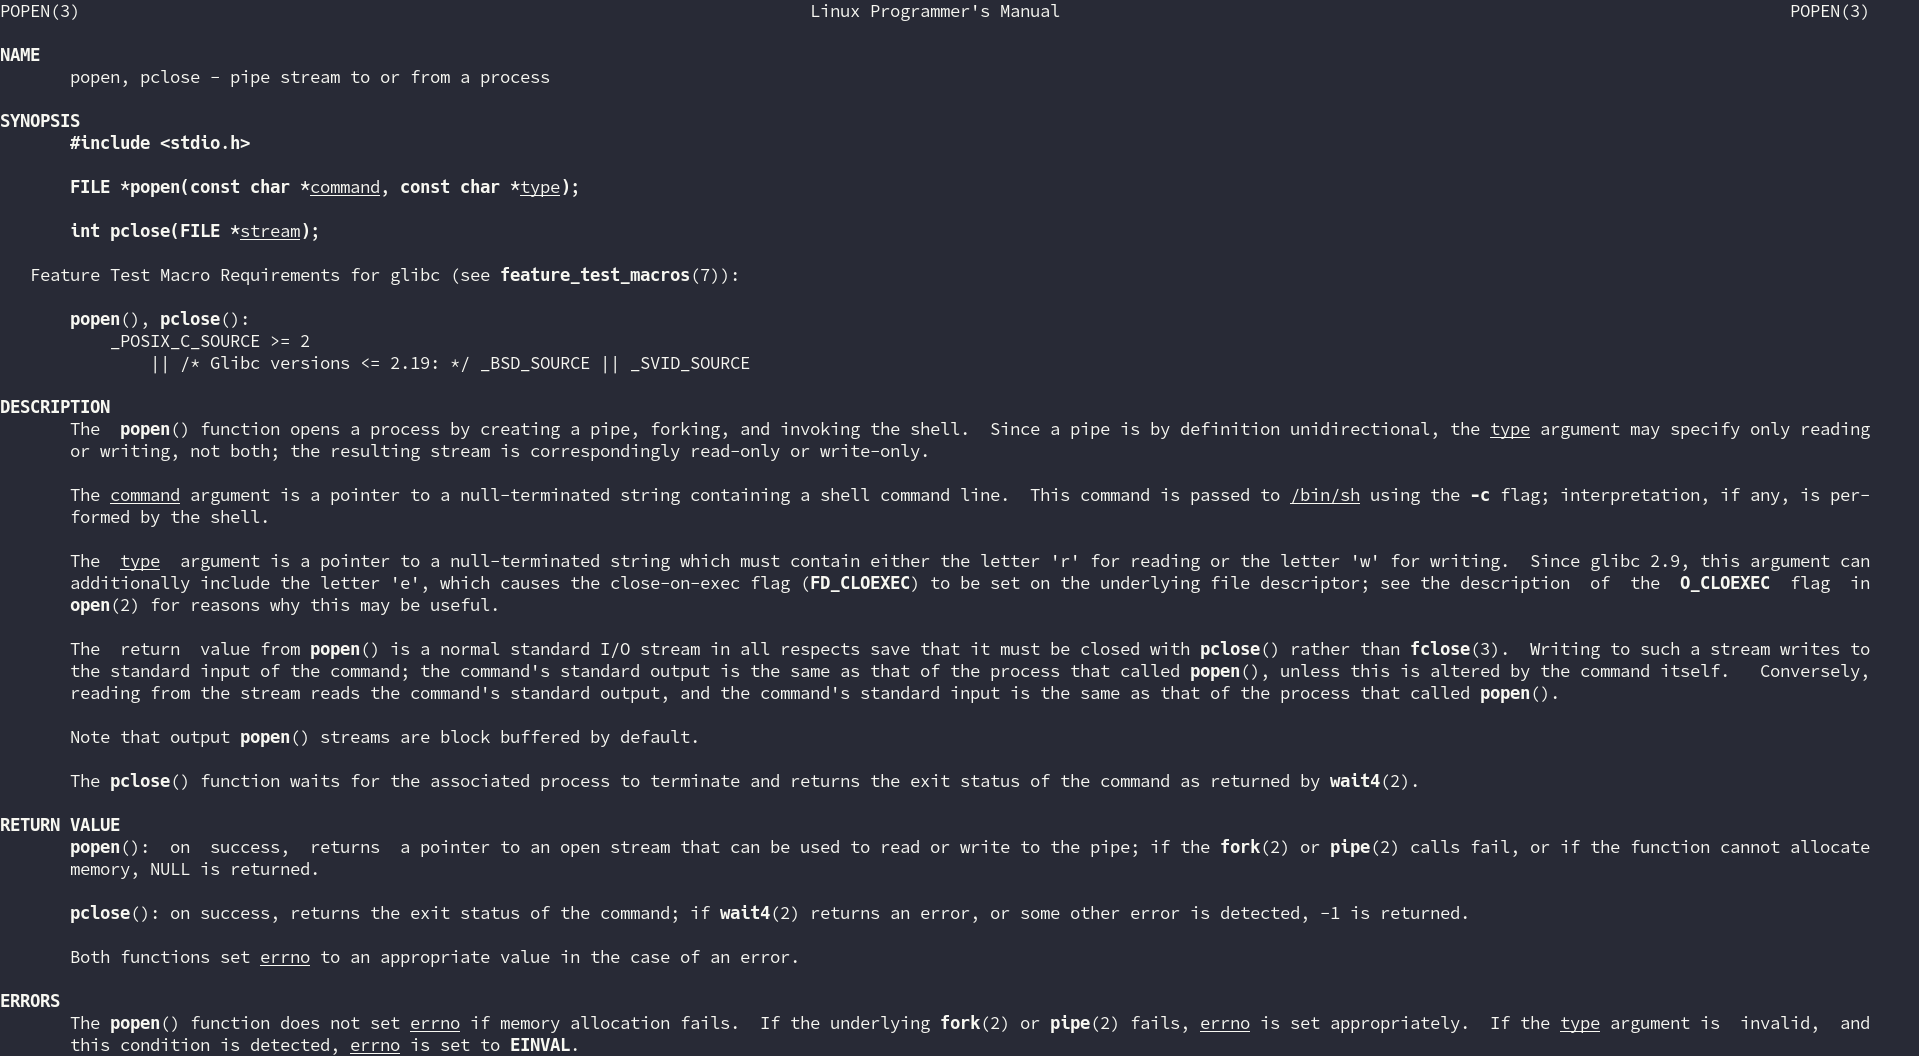 POPEN(3) Linux Programmer's Manual POPEN(3)
NAME
popen, pclose - pipe stream to or from a process
SYNOPSIS
#include <stdio.h>
FILE *popen(const char *command, const char *type);
int pclose(FILE *stream);
Feature Test Macro Requirements for glibc (see feature_test_macros(7)):
popen(), pclose():
_POSIX_C_SOURCE >= 2
|| /* Glibc versions <= 2.19: */ _BSD_SOURCE || _SVID_SOURCE
DESCRIPTION
The popen() function opens a process by creating a pipe, forking, and invoking the shell. Since a pipe is by definition unidirectional, the type argument may specify only reading
or writing, not both; the resulting stream is correspondingly read-only or write-only.
The command argument is a pointer to a null-terminated string containing a shell command line. This command is passed to /bin/sh using the -c flag; interpretation, if any, is per-
formed by the shell.
The type argument is a pointer to a null-terminated string which must contain either the letter 'r' for reading or the letter 'w' for writing. Since glibc 2.9, this argument can
additionally include the letter 'e', which causes the close-on-exec flag (FD_CLOEXEC) to be set on the underlying file descriptor; see the description of the O_CLOEXEC flag in
open(2) for reasons why this may be useful.
The return value from popen() is a normal standard I/O stream in all respects save that it must be closed with pclose() rather than fclose(3). Writing to such a stream writes to
the standard input of the command; the command's standard output is the same as that of the process that called popen(), unless this is altered by the command itself. Conversely,
reading from the stream reads the command's standard output, and the command's standard input is the same as that of the process that called popen().
Note that output popen() streams are block buffered by default.
The pclose() function waits for the associated process to terminate and returns the exit status of the command as returned by wait4(2).
RETURN VALUE
popen(): on success, returns a pointer to an open stream that can be used to read or write to the pipe; if the fork(2) or pipe(2) calls fail, or if the function cannot allocate
memory, NULL is returned.
pclose(): on success, returns the exit status of the command; if wait4(2) returns an error, or some other error is detected, -1 is returned.
Both functions set errno to an appropriate value in the case of an error.
ERRORS
The popen() function does not set errno if memory allocation fails. If the underlying fork(2) or pipe(2) fails, errno is set appropriately. If the type argument is invalid, and
this condition is detected, errno is set to EINVAL.